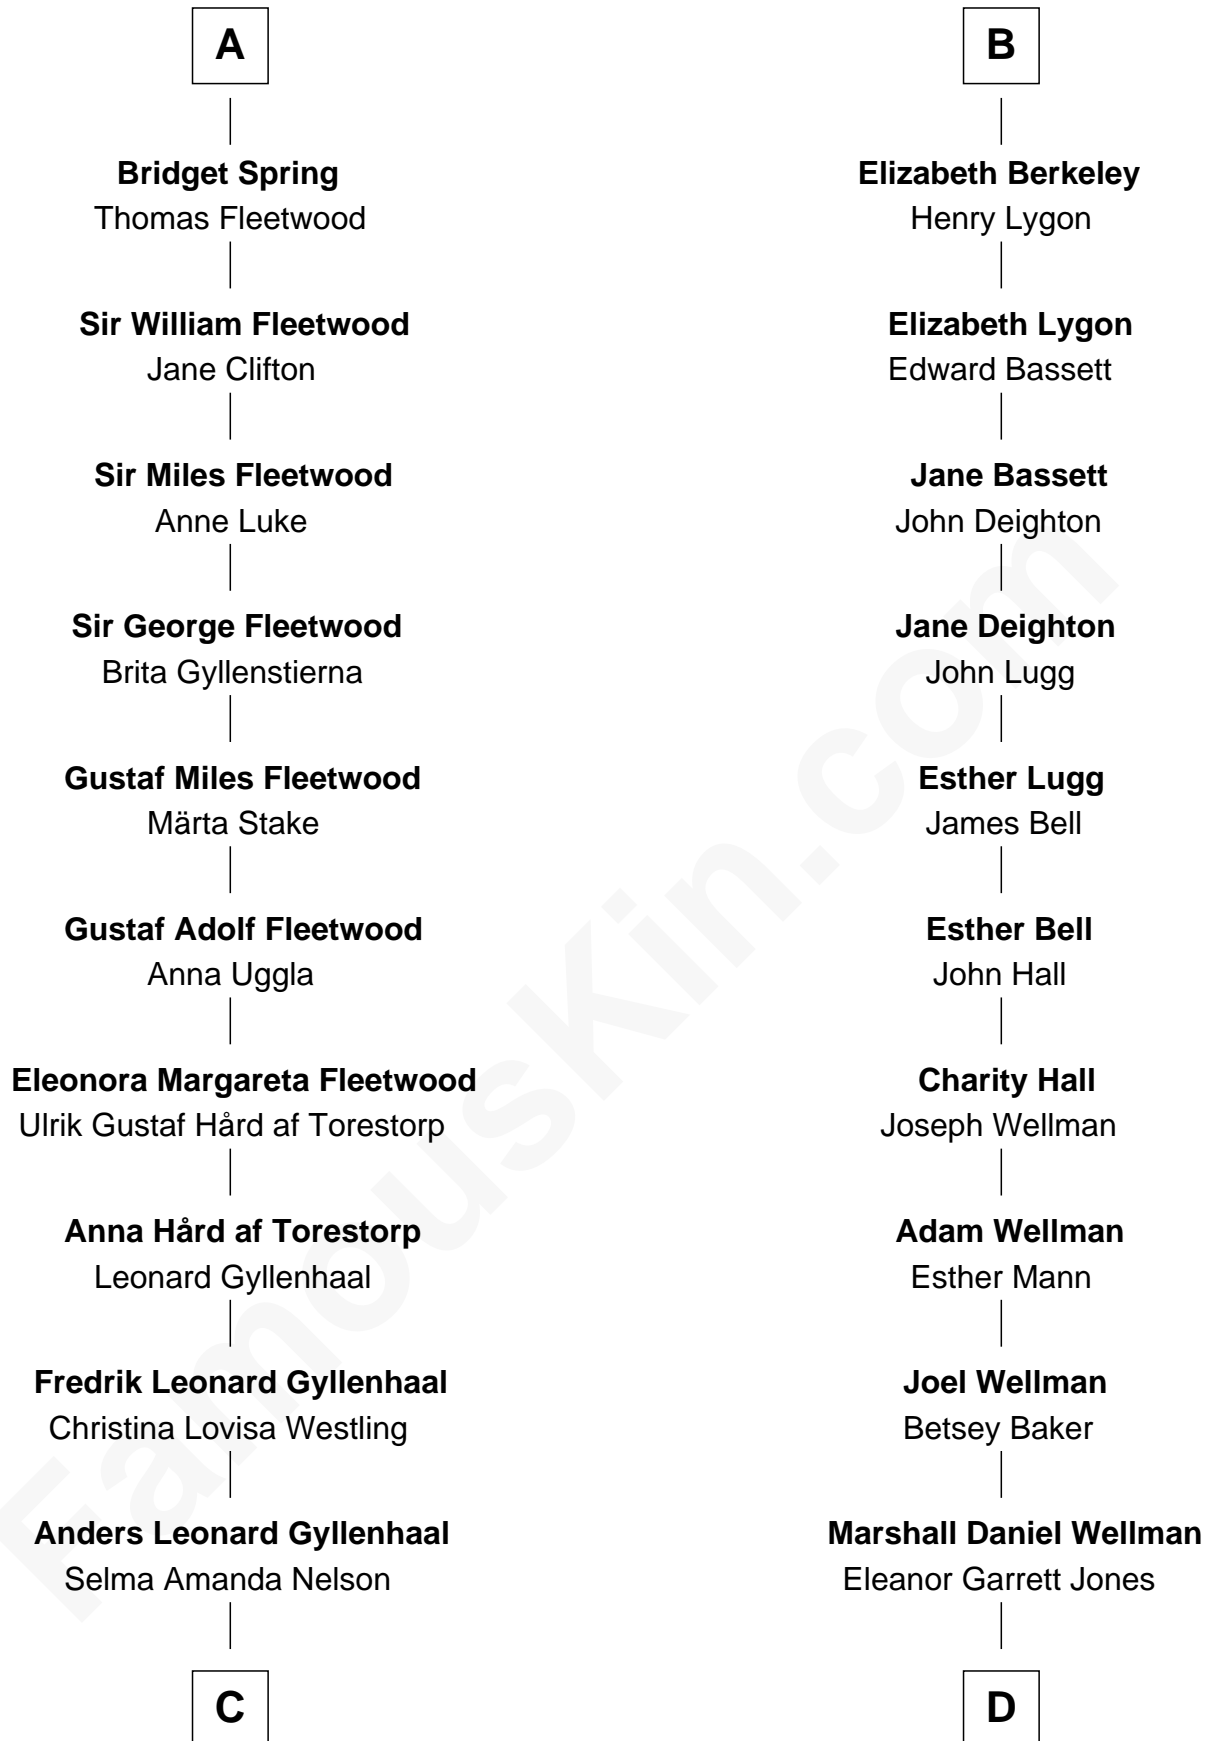 A
Bridget Spring
Thomas Fleetwood
Sir William Fleetwood
Jane Clifton
Sir Miles Fleetwood
Anne Luke
Sir George Fleetwood
Brita Gyllenstierna
Gustaf Miles Fleetwood
Märta Stake
Gustaf Adolf Fleetwood
Anna Uggla
Eleonora Margareta Fleetwood
Ulrik Gustaf Hård af Torestorp
Anna Hård af Torestorp
Leonard Gyllenhaal
Fredrik Leonard Gyllenhaal
Christina Lovisa Westling
Anders Leonard Gyllenhaal
Selma Amanda Nelson
C
B
Elizabeth Berkeley
Henry Lygon
Elizabeth Lygon
Edward Bassett
Jane Bassett
John Deighton
Jane Deighton
John Lugg
Esther Lugg
James Bell
Esther Bell
John Hall
Charity Hall
Joseph Wellman
Adam Wellman
Esther Mann
Joel Wellman
Betsey Baker
Marshall Daniel Wellman
Eleanor Garrett Jones
D
FamousKin.com